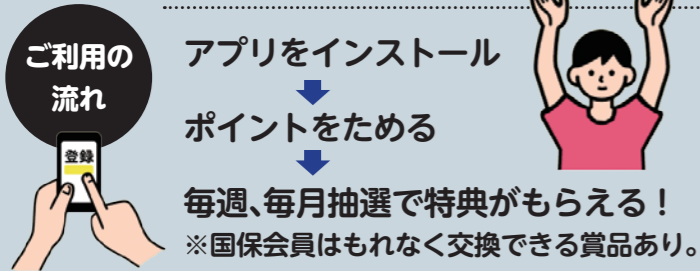 ご利用の
流れ
登録
アプリをインストール
ポイントをためる
毎週、毎月抽選で特典がもらえる！
※国保会員はもれなく交換できる賞品あり。